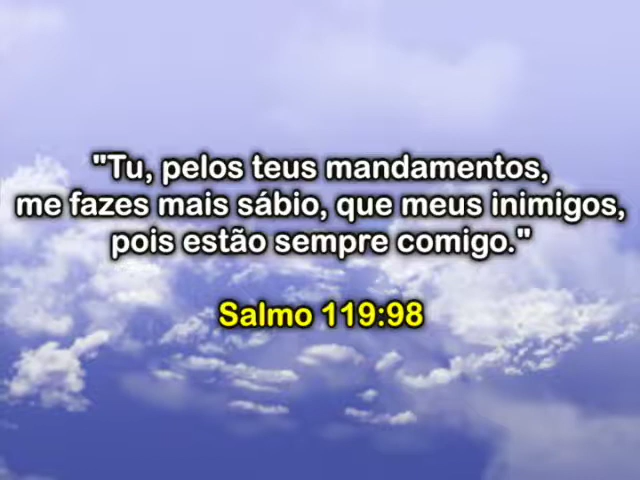 "Tu, pelos teus mandamentos,
me fazes mais sábio, que meus inimigos,
pois estão sempre comigo."
Salmo 119:98